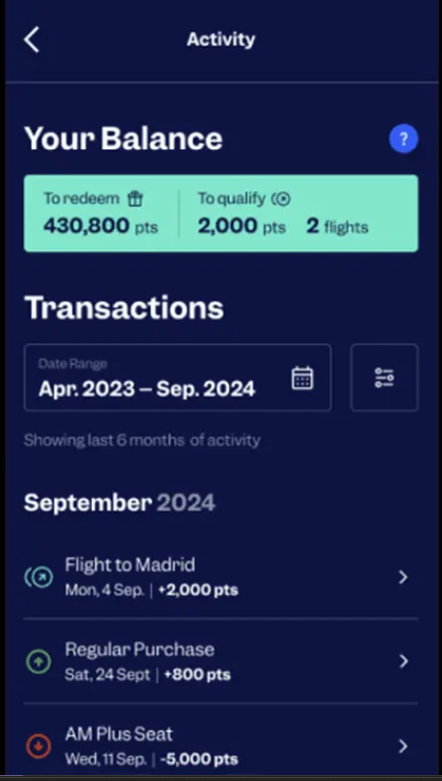 Activity
Your Balance
?
To redeem
430,800 pts
To qualify
2,000 pts 2 flights
Transactions
Date Range
Apr. 2023 – Sep. 2024
Showing last 6 months of activity
September 2024
Flight to Madrid
Mon, 4 Sep. | +2,000 pts
Regular Purchase
Sat, 24 Sept | +800 pts
AM Plus Seat
Wed, 11 Sep. | -5,000 pts